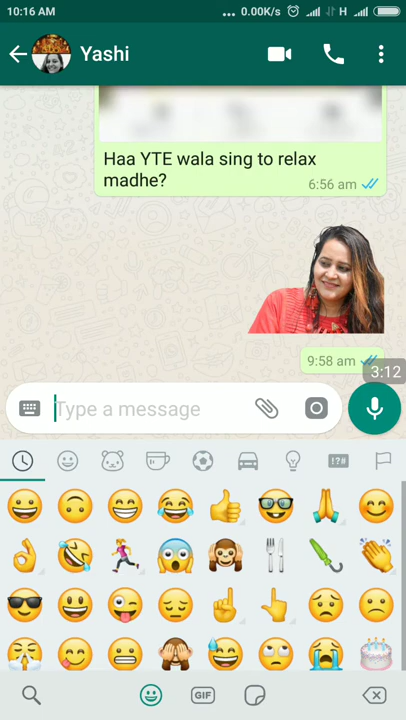 10:16 AM ... 0.00K/s H
Yashi
Haa YTE wala sing to relax
madhe?
6:56 am
9:58 am
3:12
Type a message
!?#
GIF